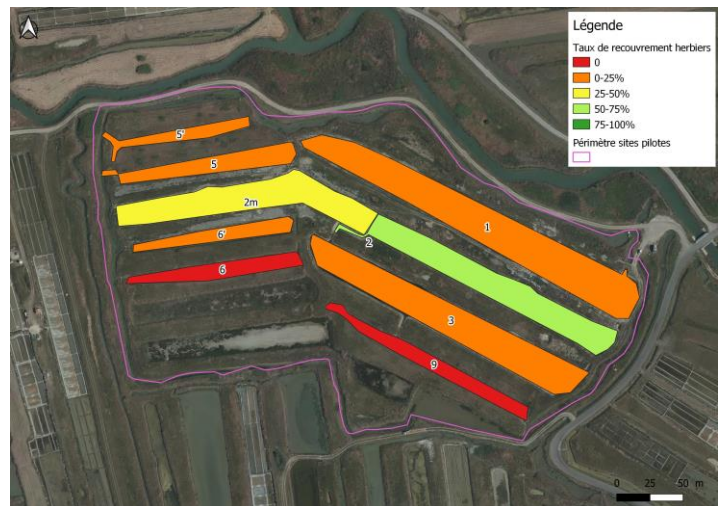 Légende
Taux de recouvrement herbiers
0
0-25%
25-50%
50-75%
75-100%
Périmètre sites pilotes
5'
5
2m
1
6'
2
6
3
9
0 25 50 m